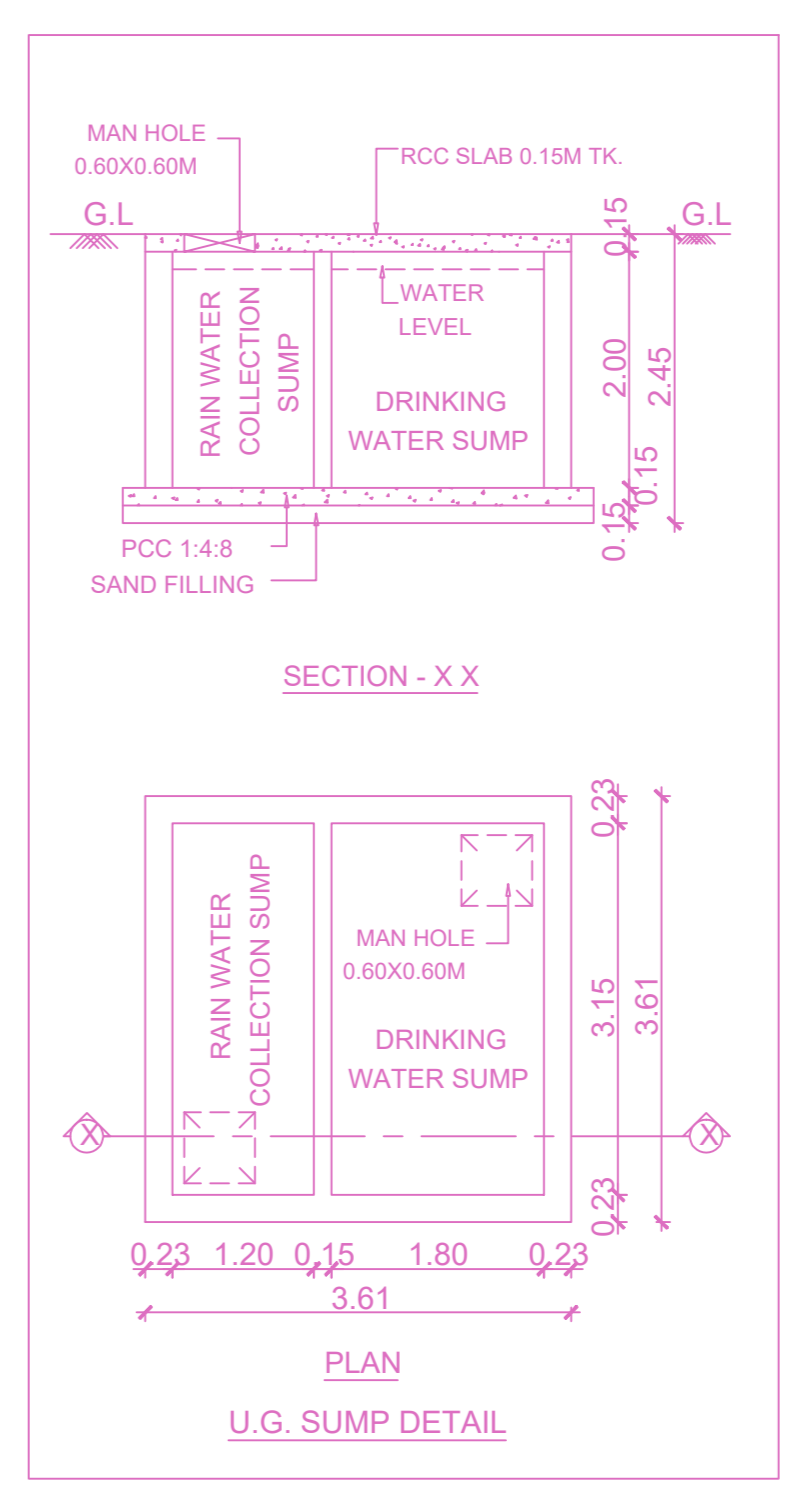 MAN HOLE
0.60X0.60M
RCC SLAB 0.15M TK.
G.L
G.L
0.15
WATER
LEVEL
RAIN WATER
COLLECTION
SUMP
DRINKING
WATER SUMP
2.00
2.45
0.15
0.15
PCC 1:4:8
SAND FILLING
SECTION - X X
0.23
RAIN WATER
COLLECTION SUMP
MAN HOLE
0.60X0.60M
DRINKING
WATER SUMP
3.15
3.61
X
X
0.23
0.23 1.20 0.15 1.80 0.23
3.61
PLAN
U.G. SUMP DETAIL